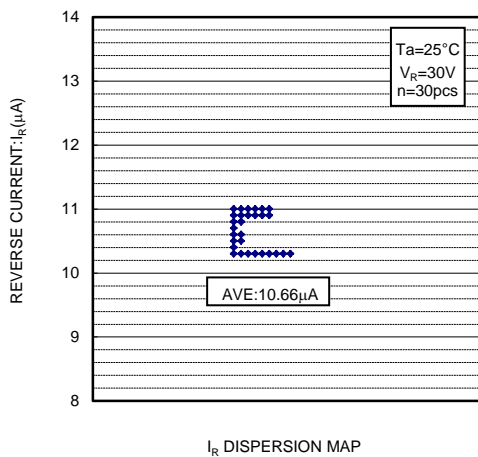 14
13
12
11
10
9
8
REVERSE CURRENT:I_R(μA)
Ta=25°C
V_R=30V
n=30pcs
AVE:10.66μA
I_R DISPERSION MAP